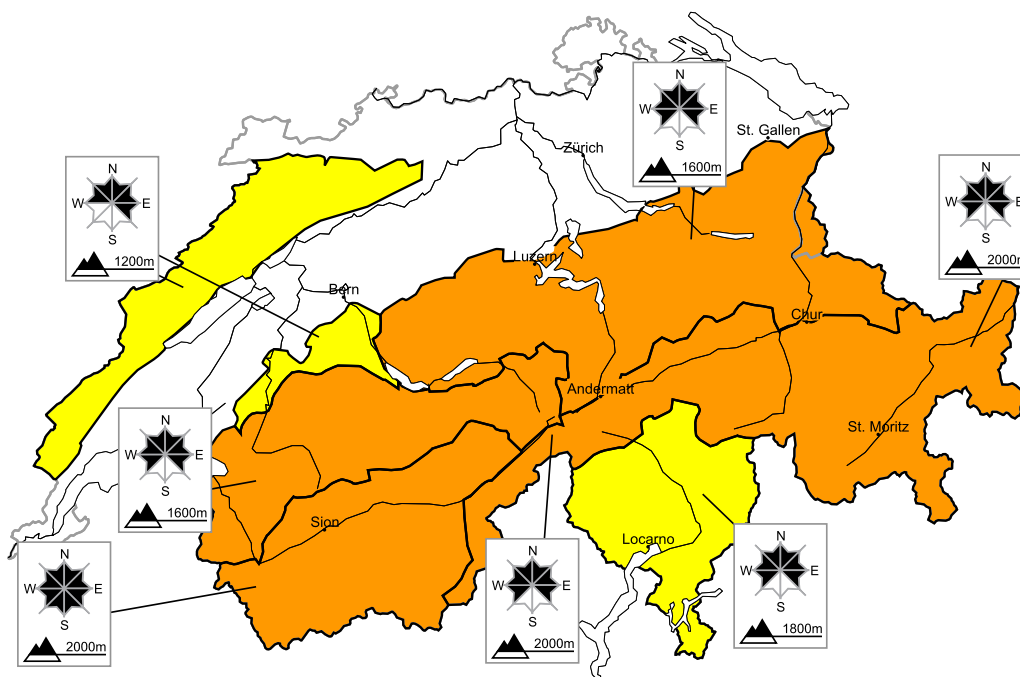 N
W E
S
1600m
St. Gallen
Zürich
N
W E
S
1200m
N
W E
S
2000m
Luzern
Bern
Chur
Andermatt
St. Moritz
N
W E
S
1600m
Sion
Locarno
N
W E
S
2000m
N
W E
S
2000m
N
W E
S
1800m